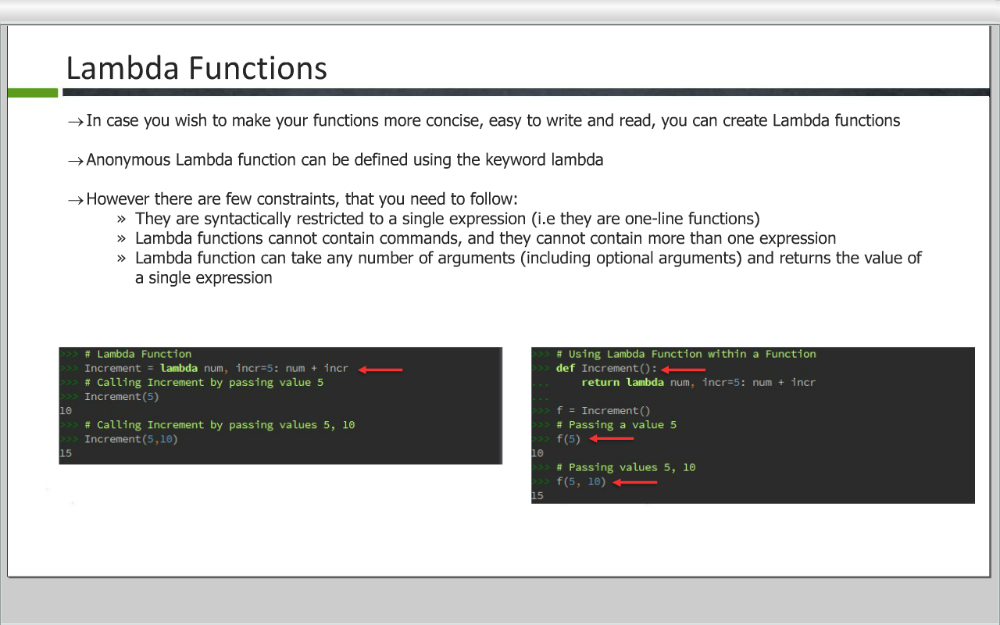 Lambda Functions
→In case you wish to make your functions more concise, easy to write and read, you can create Lambda functions
→Anonymous Lambda function can be defined using the keyword lambda
→However there are few constraints, that you need to follow:
» They are syntactically restricted to a single expression (i.e they are one-line functions)
» Lambda functions cannot contain commands, and they cannot contain more than one expression
» Lambda function can take any number of arguments (including optional arguments) and returns the value of
a single expression
>>> # Lambda Function
>>> Increment = lambda num, incr=5: num + incr
>>> # Calling Increment by passing value 5
>>> Increment(5)
10
>>> # Calling Increment by passing values 5, 10
>>> Increment(5,10)
15
>>> # Using Lambda Function within a Function
>>> def Increment():
...     return lambda num, incr=5: num + incr
...
>>> f = Increment()
>>> # Passing a value 5
>>> f(5)
10
>>> # Passing values 5, 10
>>> f(5, 10)
15